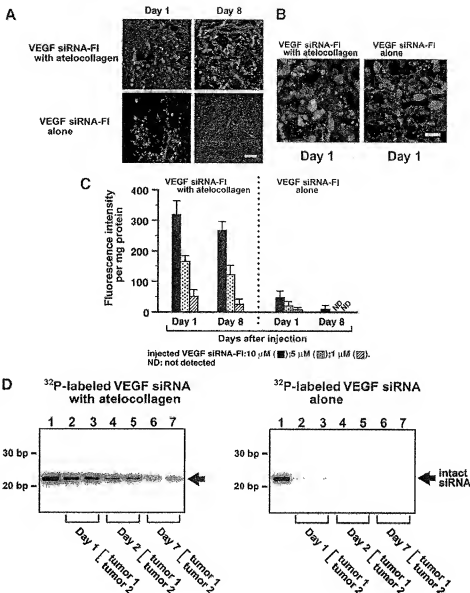 A
Day 1
Day 8
VEGF siRNA-Fl
with atelocollagen
VEGF siRNA-Fl
alone
B
VEGF siRNA-Fl
with atelocollagen
VEGF siRNA-Fl
alone
Day 1
Day 1
C
VEGF siRNA-Fl
with atelocollagen
VEGF siRNA-Fl
alone
Fluorescence intensity
per mg protein
400
300
200
100
0
ND
ND
Day 1
Day 8
Day 1
Day 8
Days after injection
injected VEGF siRNA-Fl:10 μM (■);5 μM (▒);1 μM (▨).
ND: not detected
D
32P-labeled VEGF siRNA
with atelocollagen
1 2 3 4 5 6 7
30 bp
20 bp
Day 1 [tumor 1
tumor 2
Day 2 [tumor 1
tumor 2
Day 7 [tumor 1
tumor 2
32P-labeled VEGF siRNA
alone
1 2 3 4 5 6 7
30 bp
20 bp
intact
siRNA
Day 1 [tumor 1
tumor 2
Day 2 [tumor 1
tumor 2
Day 7 [tumor 1
tumor 2